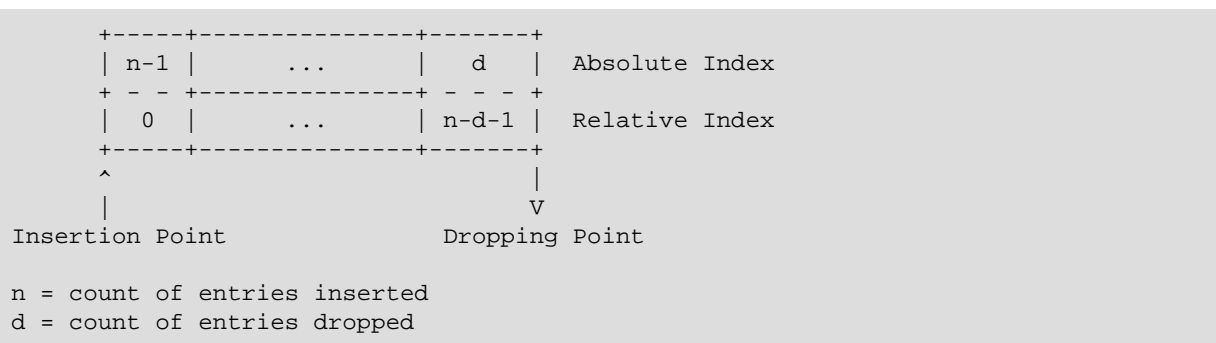 +-----+---------------+-------+
| n-1 |      ...      |   d   |  Absolute Index
+ - - +---------------+ - - - +
|  0  |      ...      | n-d-1 |  Relative Index
+-----+---------------+-------+
^                             |
|                             V
Insertion Point               Dropping Point
n = count of entries inserted
d = count of entries dropped